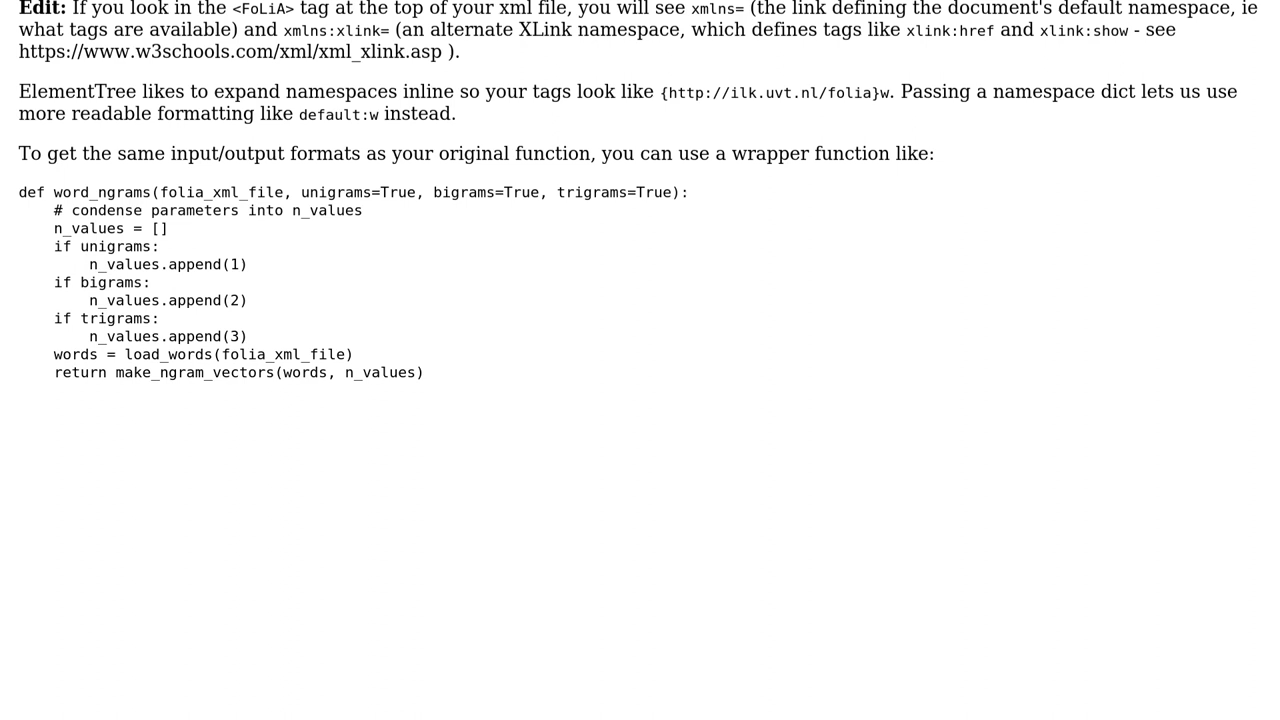 Edit: If you look in the <FoLiA> tag at the top of your xml file, you will see xmlns= (the link defining the document's default namespace, ie
what tags are available) and xmlns:xlink= (an alternate XLink namespace, which defines tags like xlink:href and xlink:show - see
https://www.w3schools.com/xml/xml_xlink.asp ).
ElementTree likes to expand namespaces inline so your tags look like {http://ilk.uvt.nl/folia}w. Passing a namespace dict lets us use
more readable formatting like default:w instead.
To get the same input/output formats as your original function, you can use a wrapper function like:
def word_ngrams(folia_xml_file, unigrams=True, bigrams=True, trigrams=True):
    # condense parameters into n_values
    n_values = []
    if unigrams:
        n_values.append(1)
    if bigrams:
        n_values.append(2)
    if trigrams:
        n_values.append(3)
    words = load_words(folia_xml_file)
    return make_ngram_vectors(words, n_values)